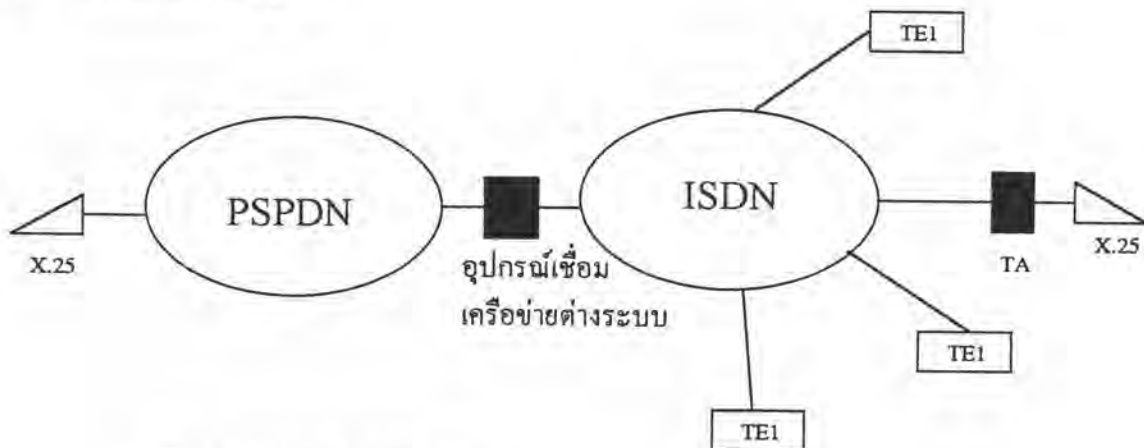 TE1
PSPDN
ISDN
X.25
อุปกรณ์เชื่อม
เครือข่ายต่างระบบ
TA
X.25
TE1
TE1